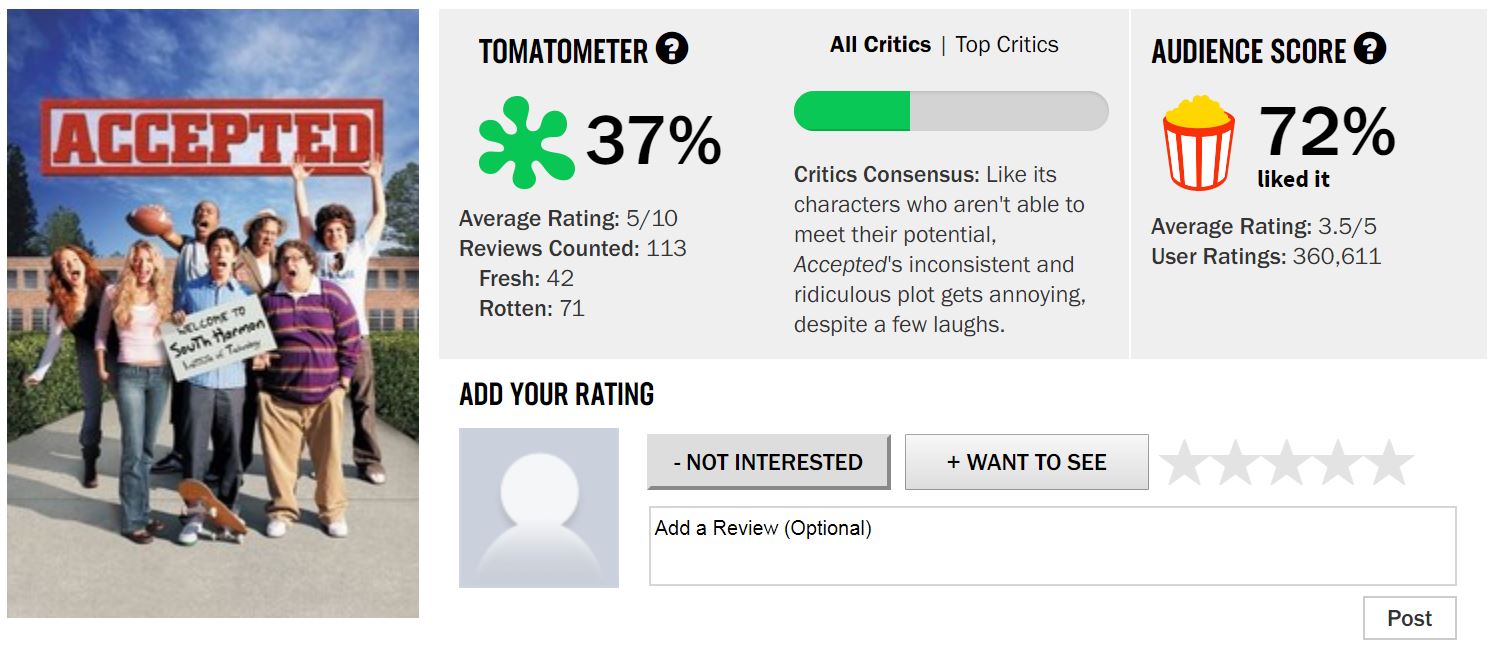 ACCEPTED
WELCOME TO
South Harmon
Institute of Technology
TOMATOMETER ?
37%
Average Rating: 5/10
Reviews Counted: 113
Fresh: 42
Rotten: 71
All Critics | Top Critics
Critics Consensus: Like its
characters who aren't able to
meet their potential,
Accepted's inconsistent and
ridiculous plot gets annoying,
despite a few laughs.
AUDIENCE SCORE ?
72%
liked it
Average Rating: 3.5/5
User Ratings: 360,611
ADD YOUR RATING
- NOT INTERESTED
+ WANT TO SEE
Add a Review (Optional)
Post